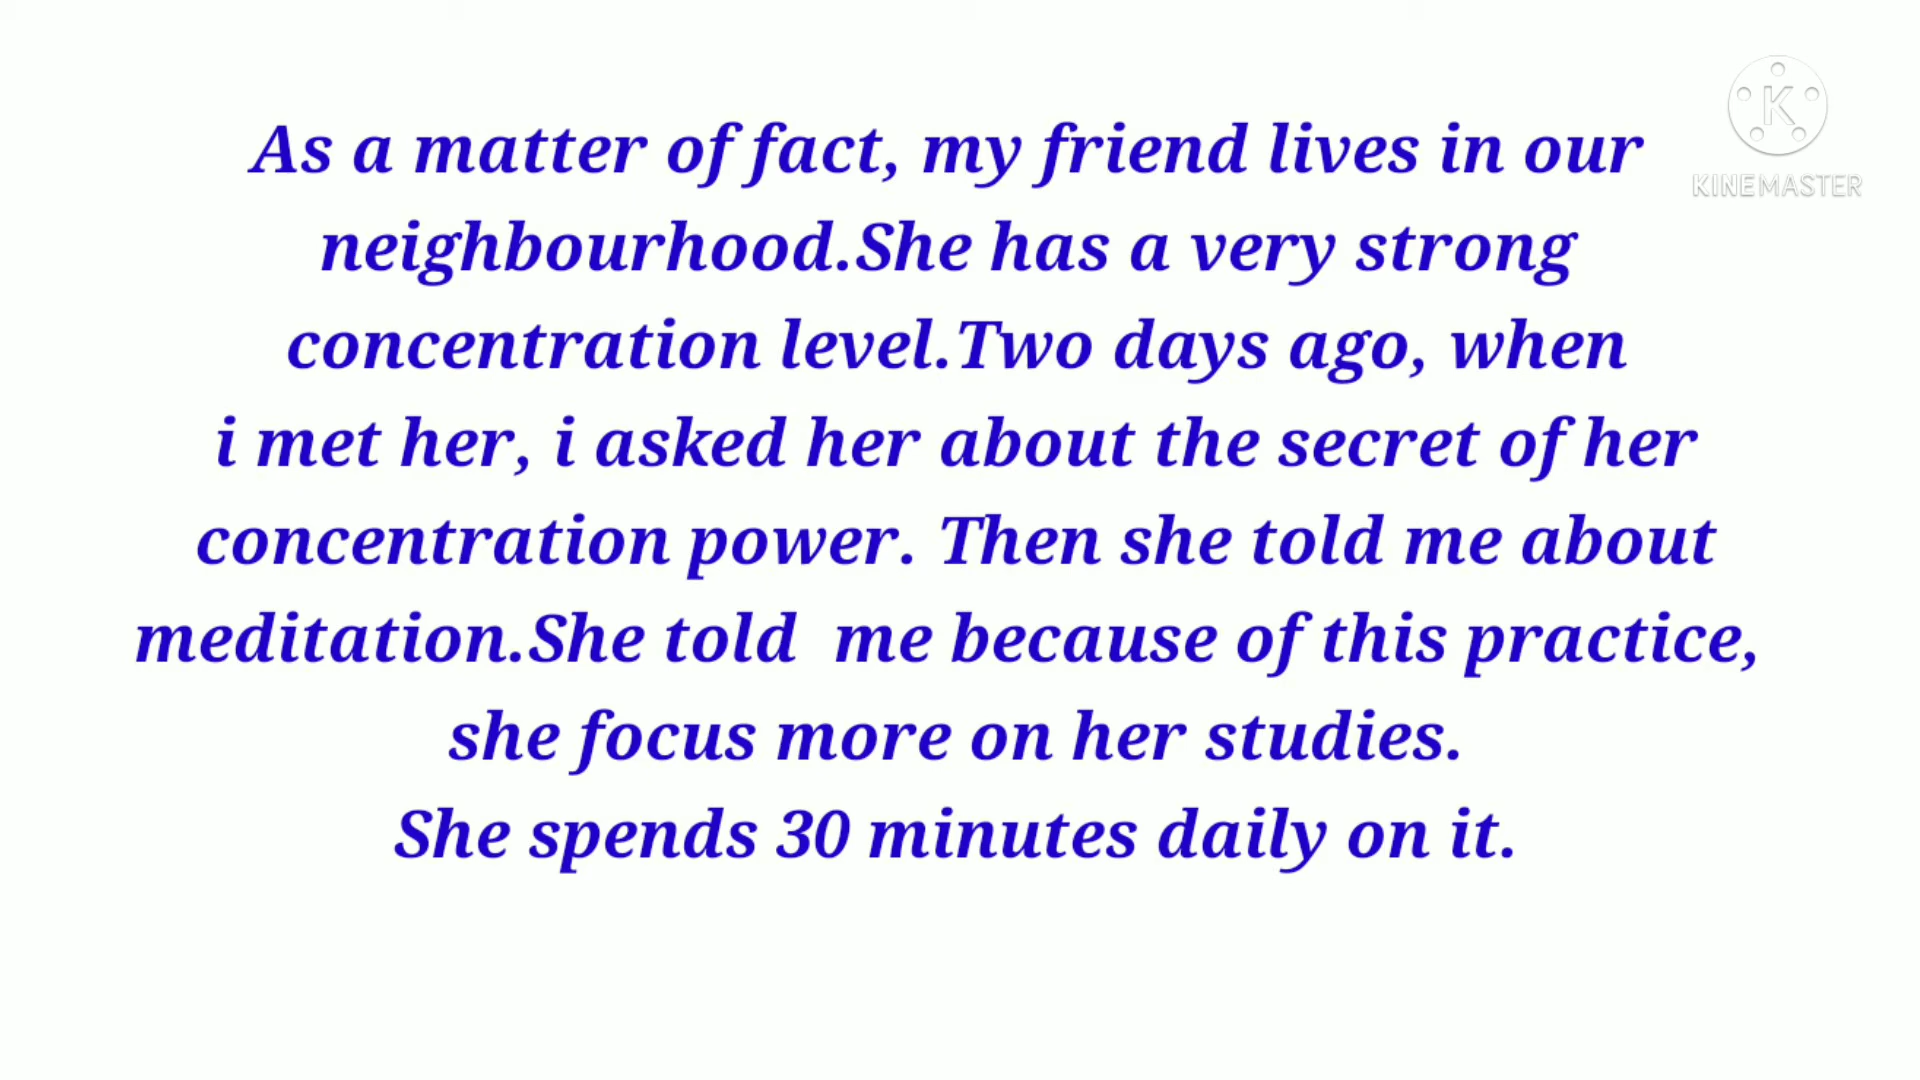 As a matter of fact, my friend lives in our
neighbourhood.She has a very strong
concentration level.Two days ago, when
i met her, i asked her about the secret of her
concentration power. Then she told me about
meditation.She told  me because of this practice,
she focus more on her studies.
She spends 30 minutes daily on it.
K
KINEMASTER